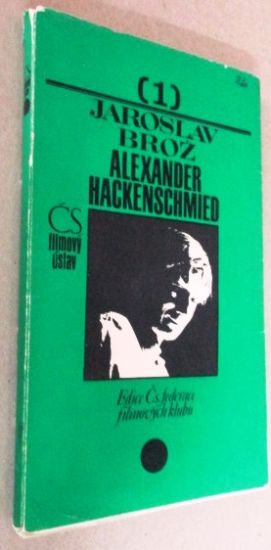 (1)
JAROSLAV
BROŽ
ALEXANDER
HACKENSCHMIED
ČS
filmový
ústav
Edice Čs. federace
filmových klubů